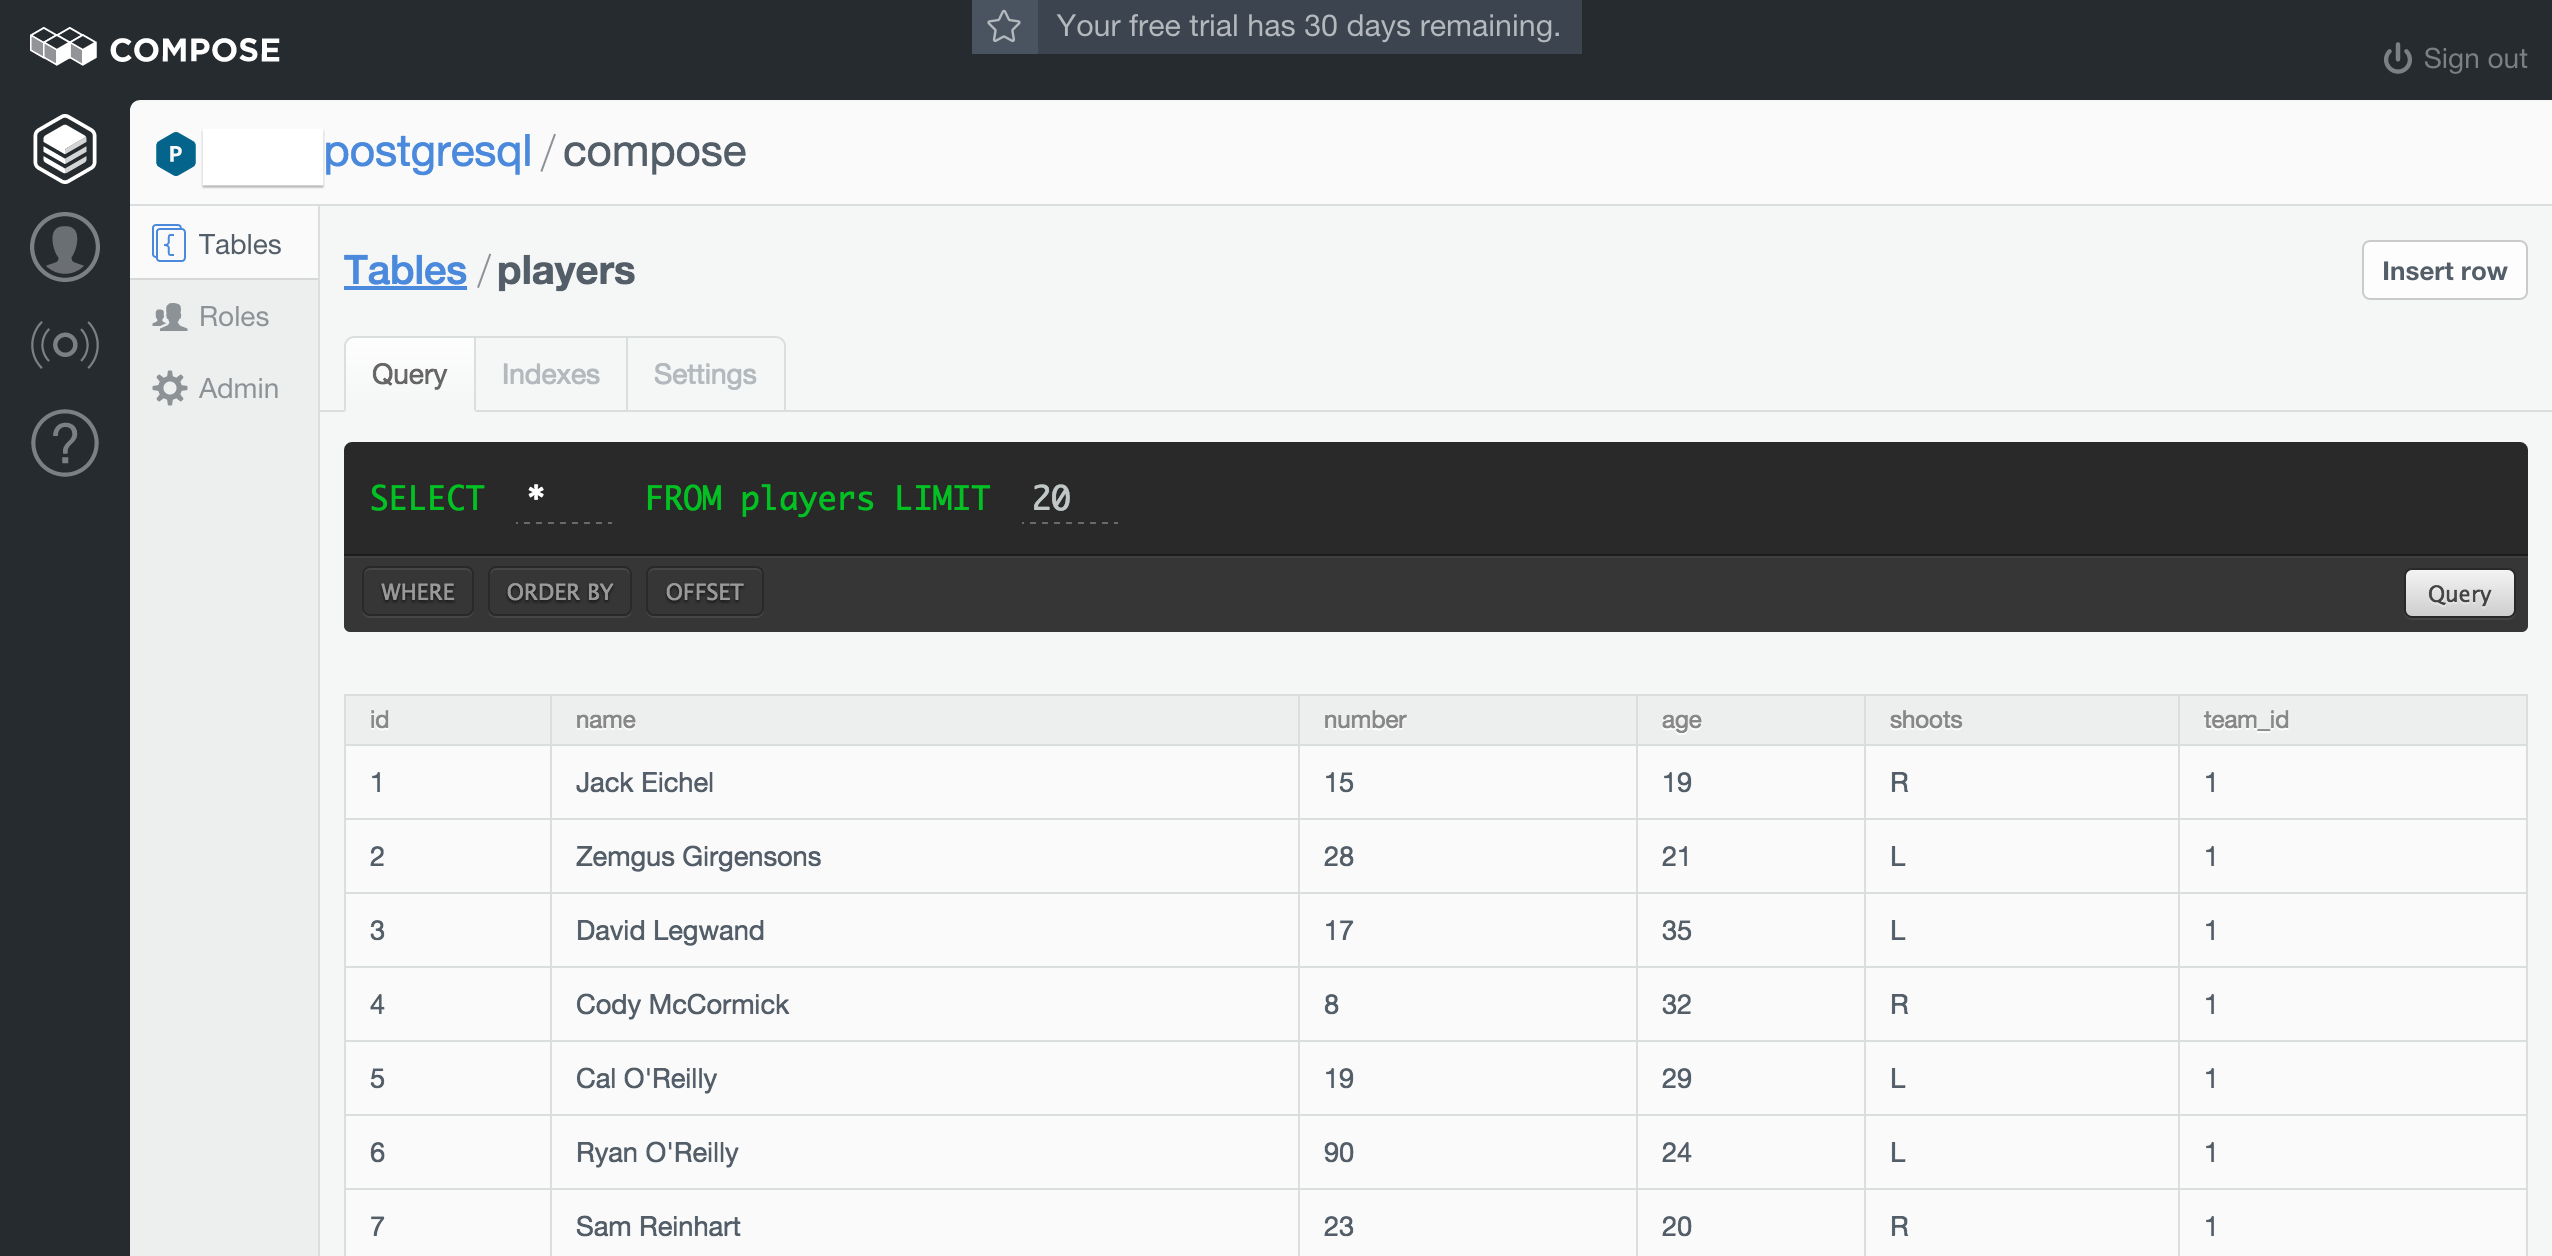 COMPOSE
Your free trial has 30 days remaining.
Sign out
P postgresql / compose
Tables
Roles
Admin
Tables / players
Insert row
Query Indexes Settings
SELECT * FROM players LIMIT 20
WHERE ORDER BY OFFSET Query
id name number age shoots team_id
1 Jack Eichel 15 19 R 1
2 Zemgus Girgensons 28 21 L 1
3 David Legwand 17 35 L 1
4 Cody McCormick 8 32 R 1
5 Cal O'Reilly 19 29 L 1
6 Ryan O'Reilly 90 24 L 1
7 Sam Reinhart 23 20 R 1